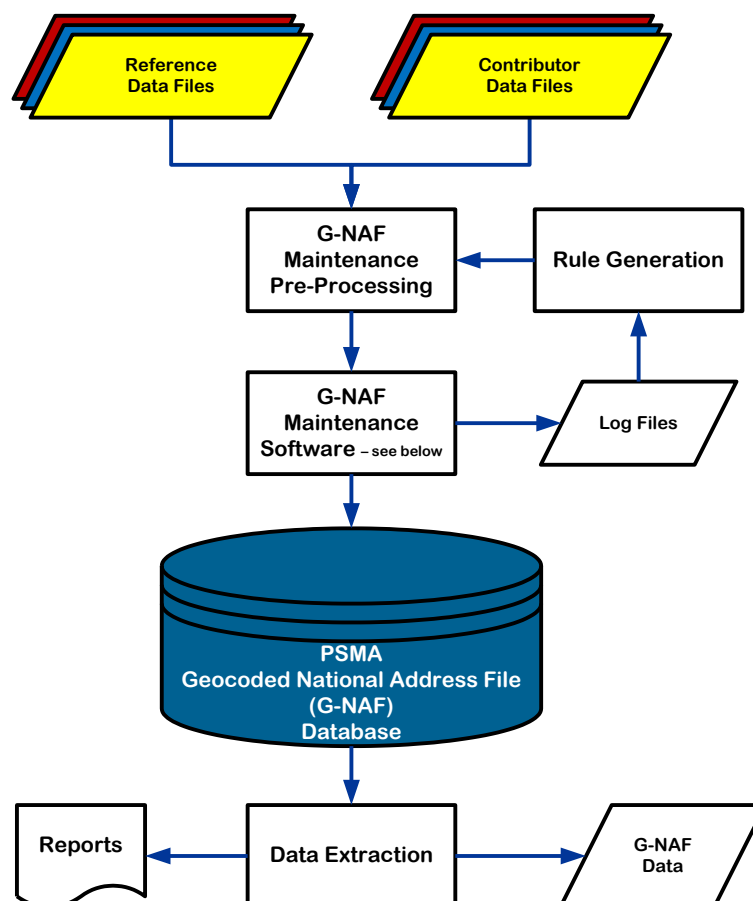 Reference
Data Files
Contributor
Data Files
G-NAF
Maintenance
Pre-Processing
Rule Generation
G-NAF
Maintenance
Software – see below
Log Files
PSMA
Geocoded National Address File
(G-NAF)
Database
Reports
Data Extraction
G-NAF
Data